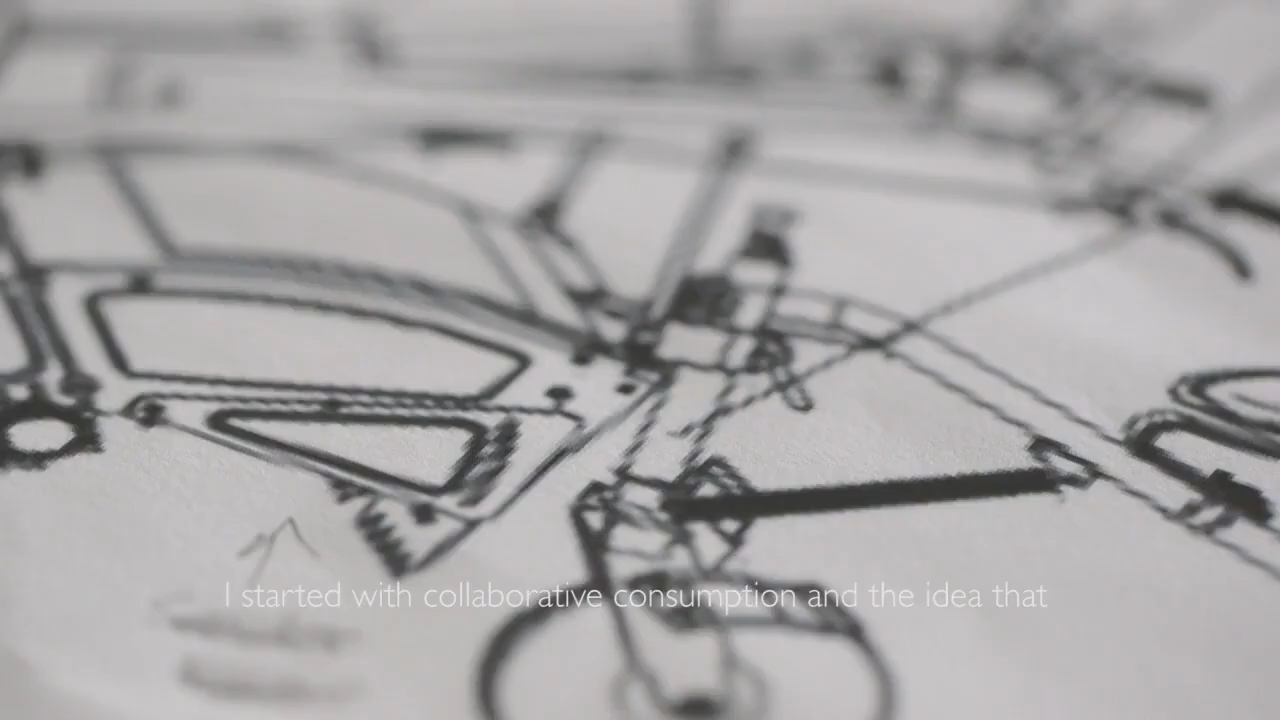 I started with collaborative consumption and the idea that